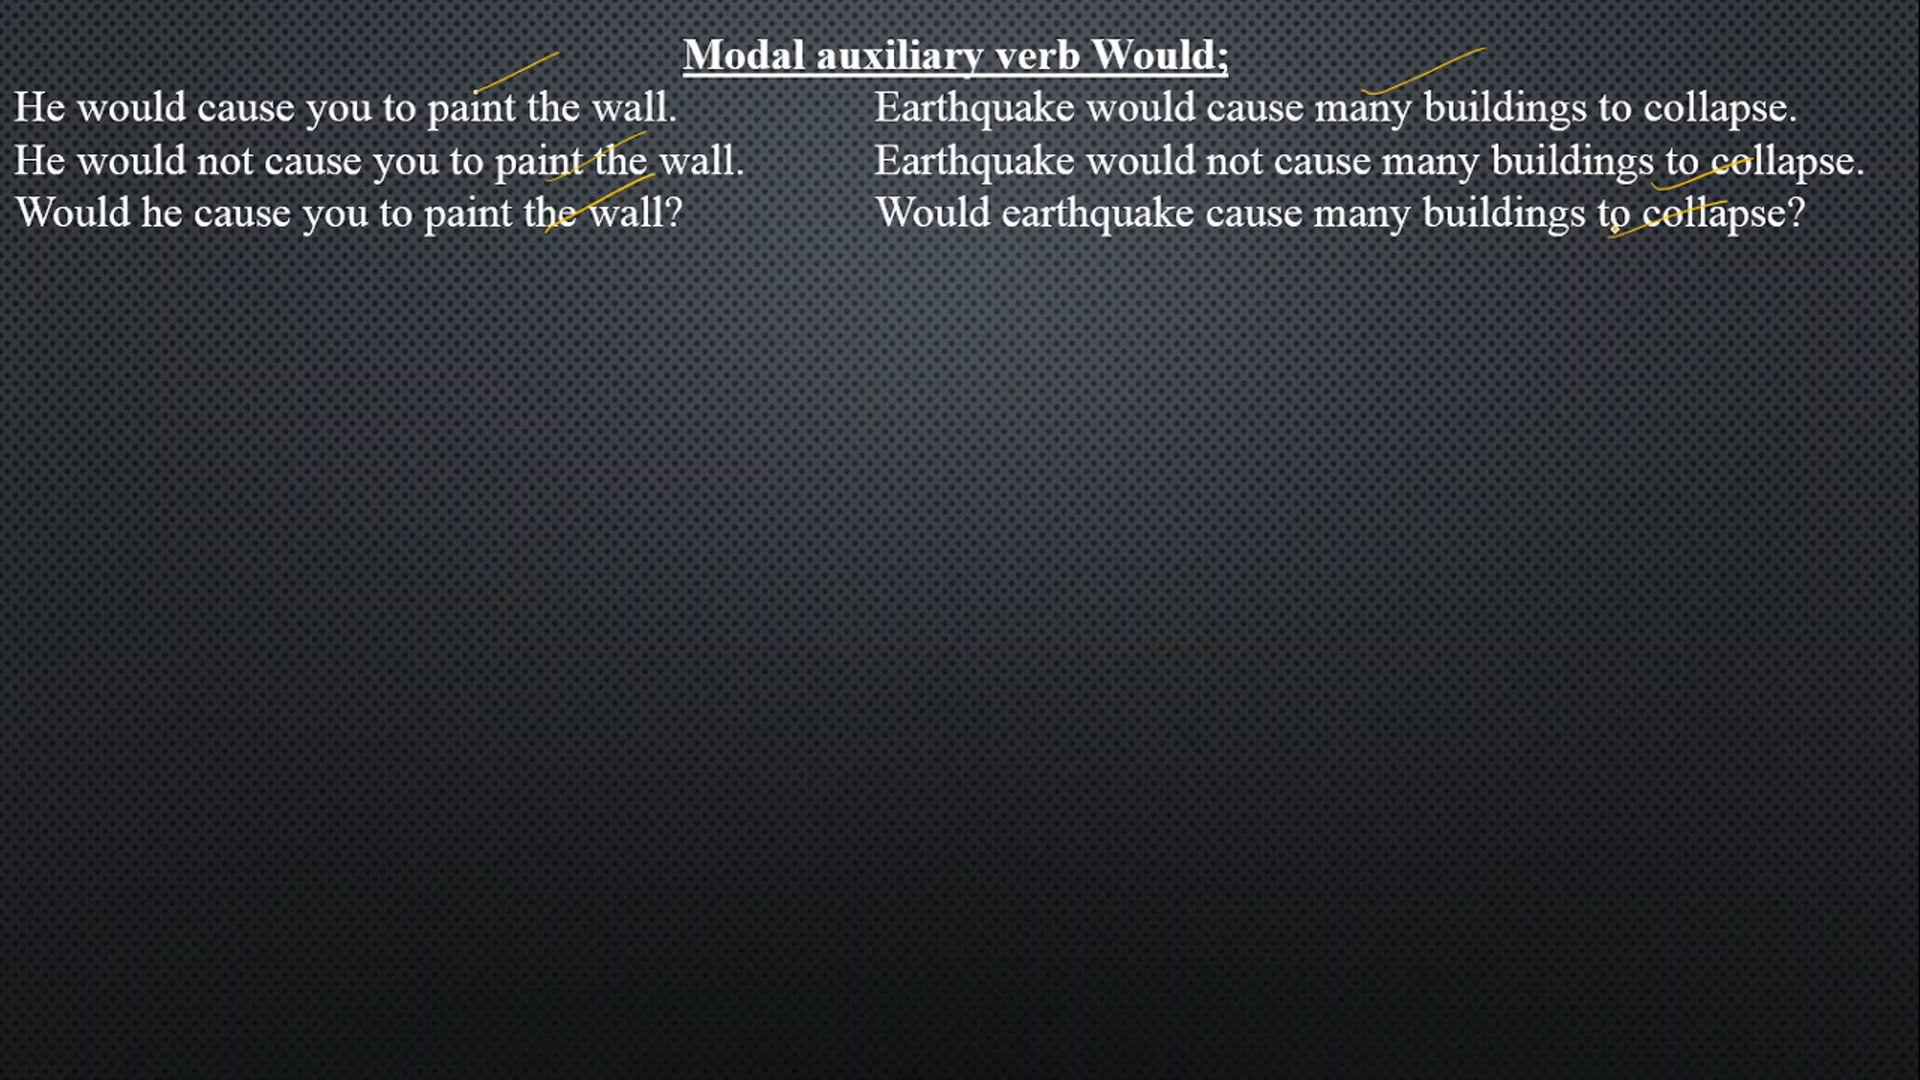 Modal auxiliary verb Would;
He would cause you to paint the wall.
He would not cause you to paint the wall.
Would he cause you to paint the wall?
Earthquake would cause many buildings to collapse.
Earthquake would not cause many buildings to collapse.
Would earthquake cause many buildings to collapse?